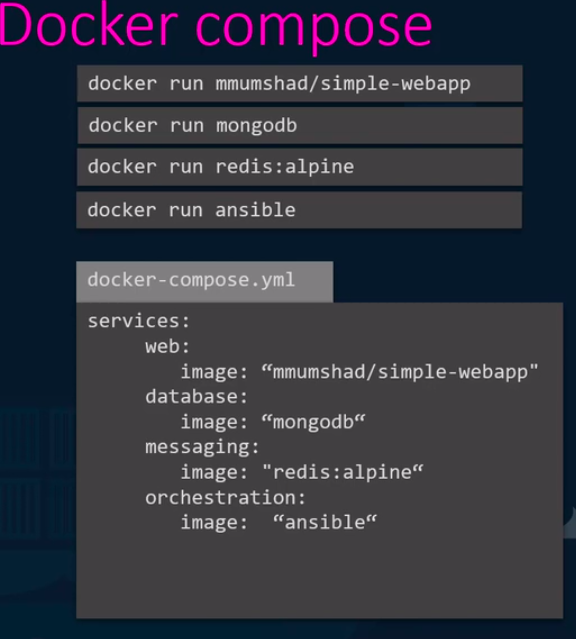 Docker compose
docker run mmumshad/simple-webapp
docker run mongodb
docker run redis:alpine
docker run ansible
docker-compose.yml
services:
web:
image: “mmumshad/simple-webapp"
database:
image: “mongodb“
messaging:
image: "redis:alpine“
orchestration:
image: “ansible“